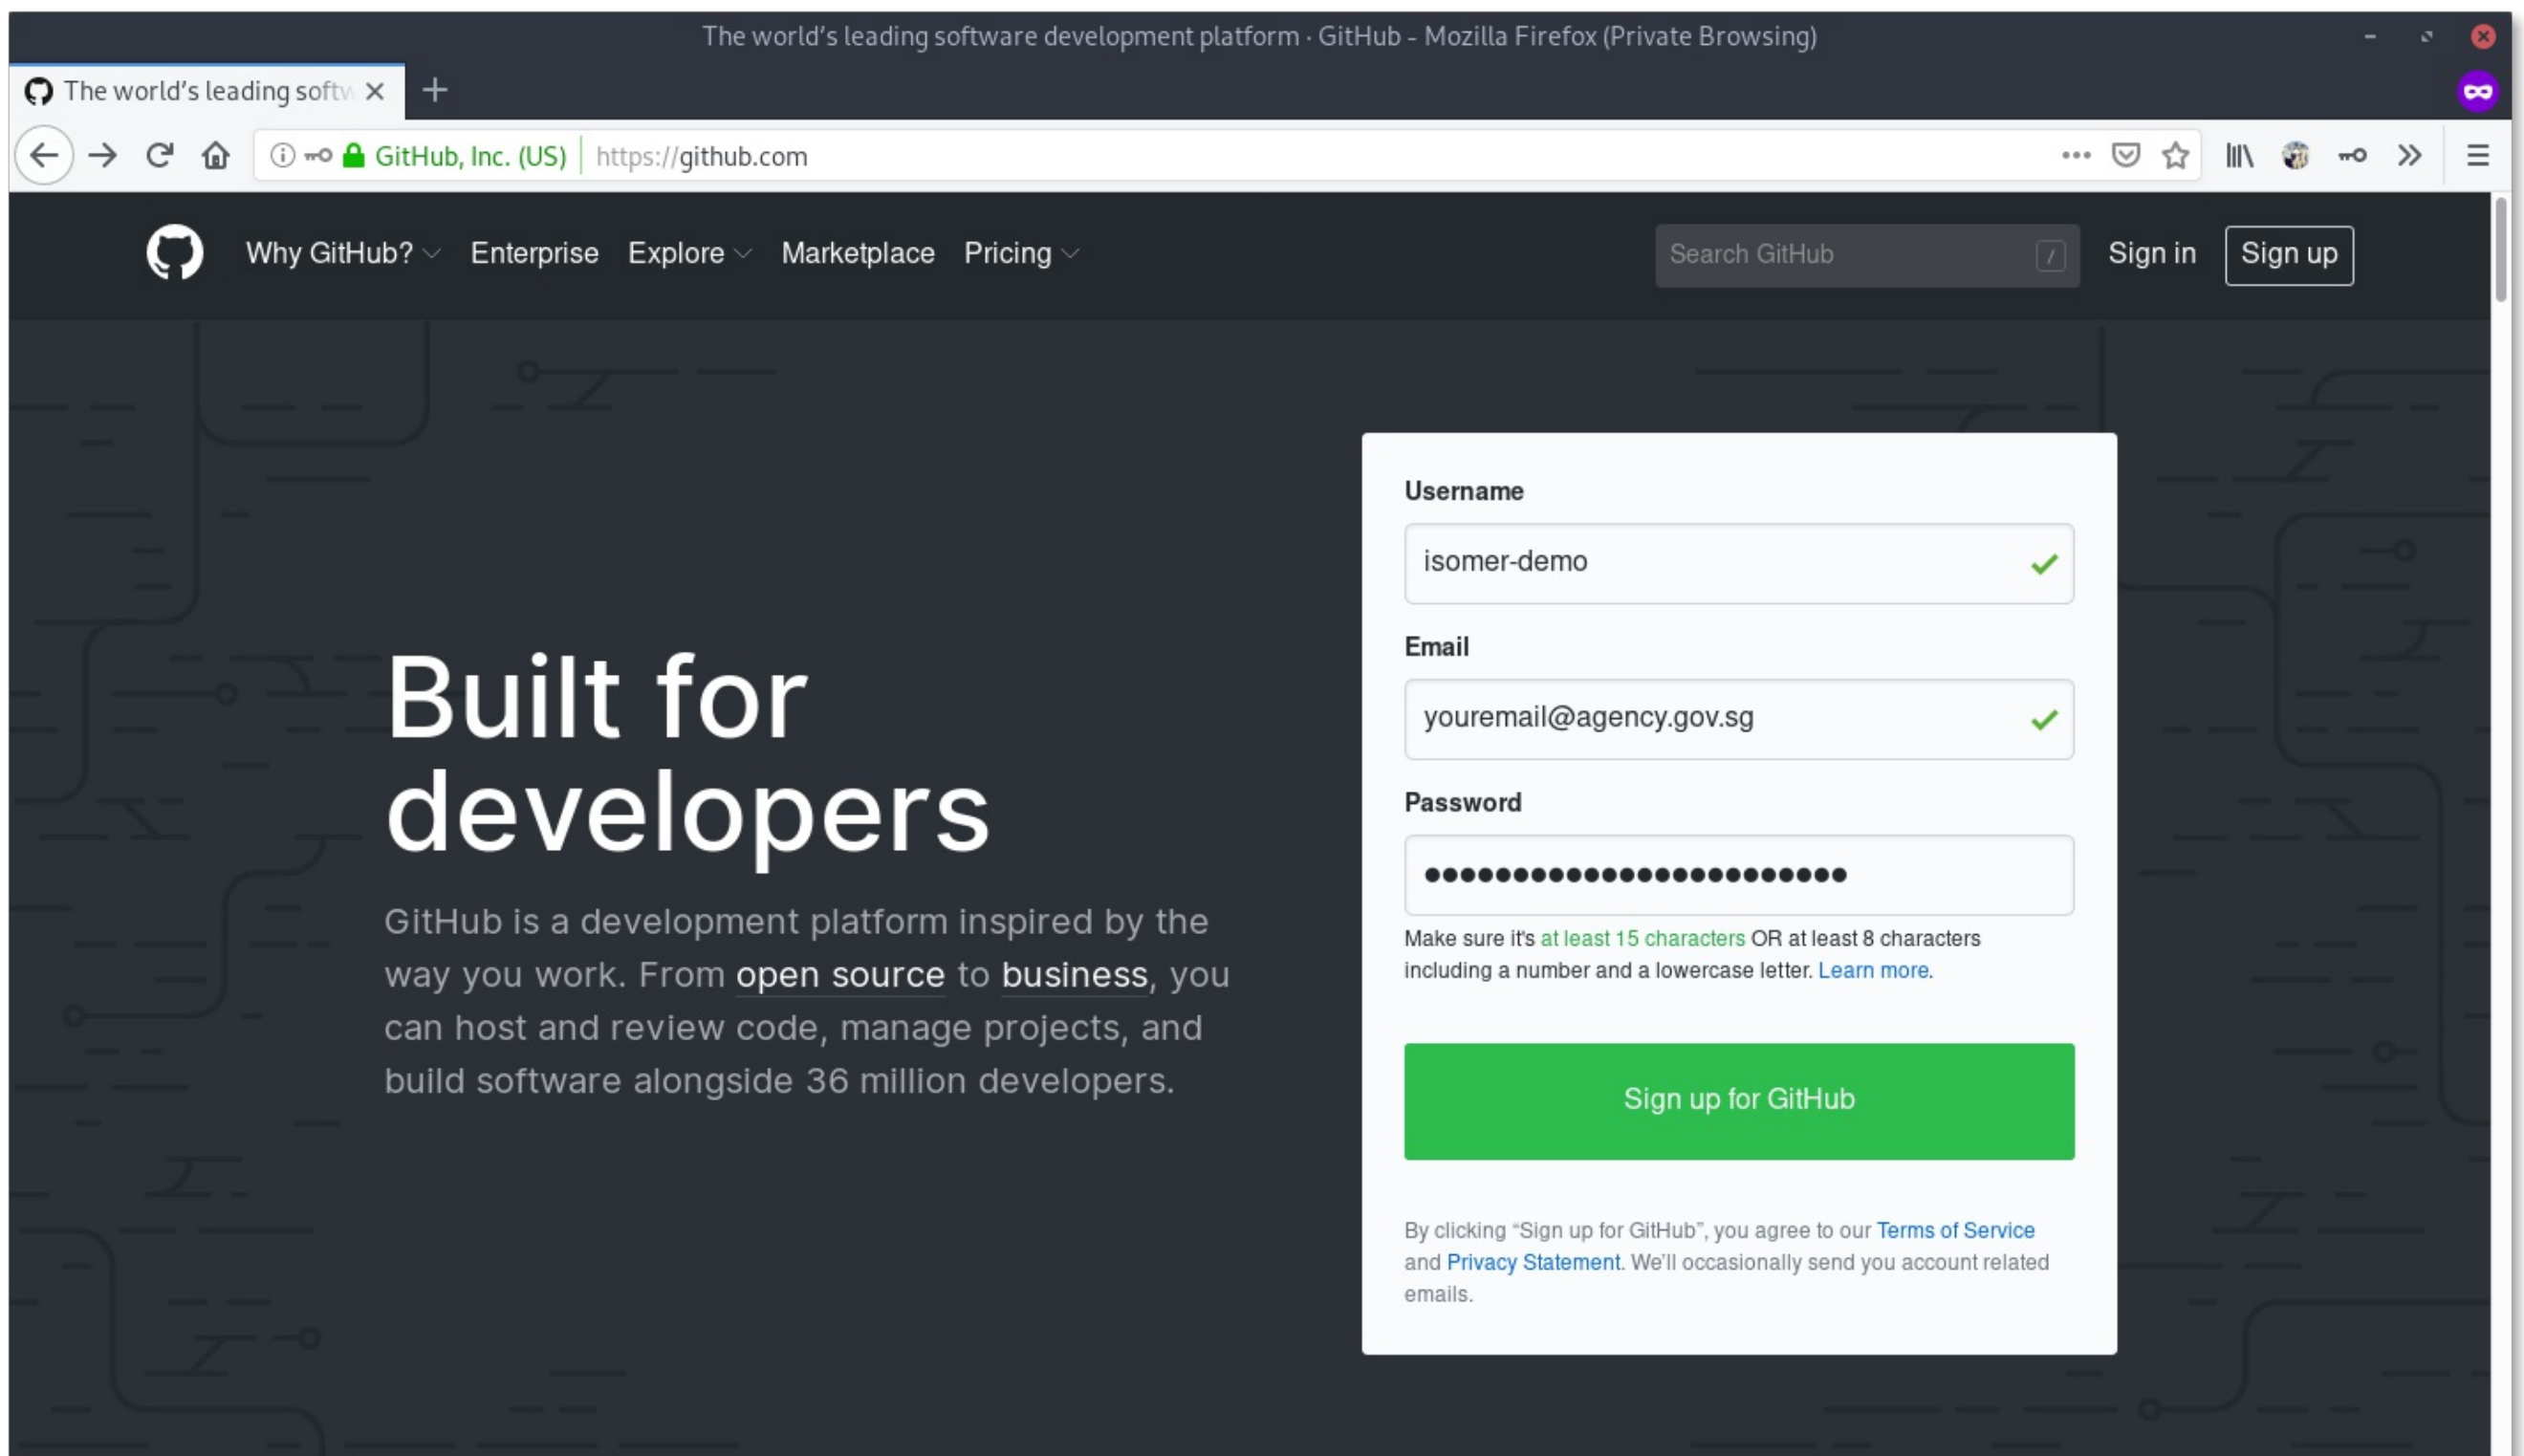 The world's leading software development platform · GitHub - Mozilla Firefox (Private Browsing)
The world's leading softw
GitHub, Inc. (US) https://github.com
Why GitHub? Enterprise Explore Marketplace Pricing Search GitHub / Sign in Sign up
Built for
developers
GitHub is a development platform inspired by the
way you work. From open source to business, you
can host and review code, manage projects, and
build software alongside 36 million developers.
Username
isomer-demo
Email
youremail@agency.gov.sg
Password
●●●●●●●●●●●●●●●●●●●●●●●●
Make sure it's at least 15 characters OR at least 8 characters
including a number and a lowercase letter. Learn more.
Sign up for GitHub
By clicking “Sign up for GitHub”, you agree to our Terms of Service
and Privacy Statement. We'll occasionally send you account related
emails.